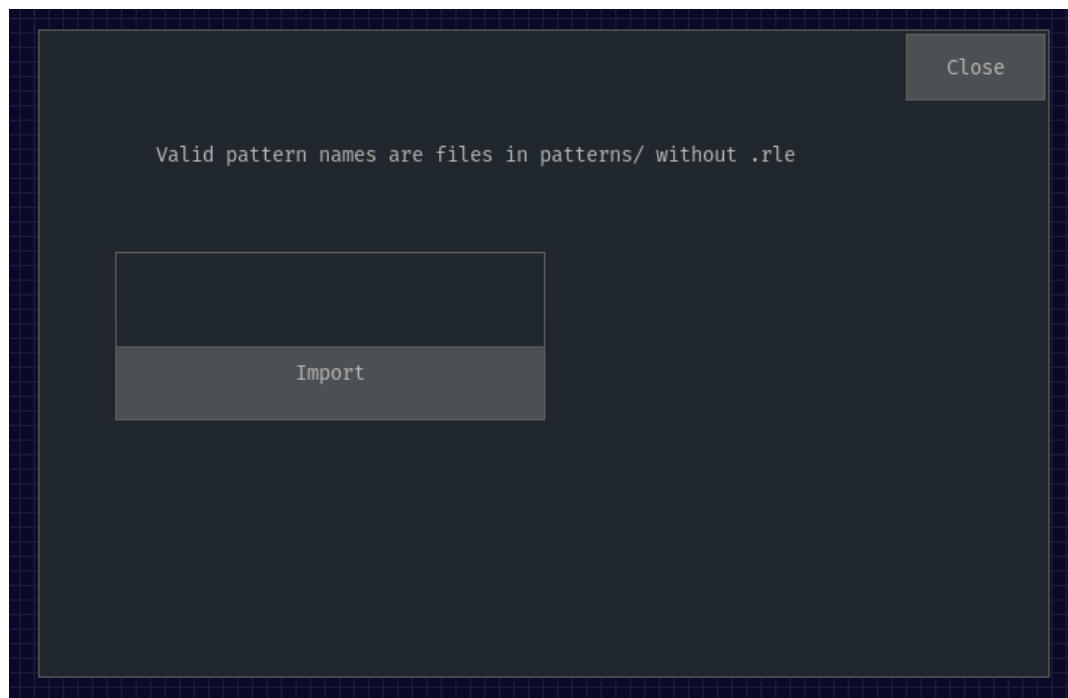 Close
Valid pattern names are files in patterns/ without .rle
Import